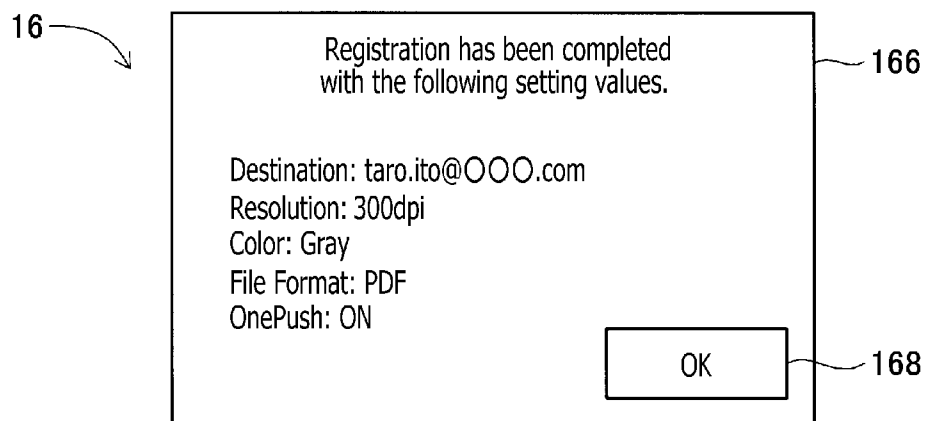 16
Registration has been completed
with the following setting values.
166
Destination: taro.ito@○○○.com
Resolution: 300dpi
Color: Gray
File Format: PDF
OnePush: ON
OK
168